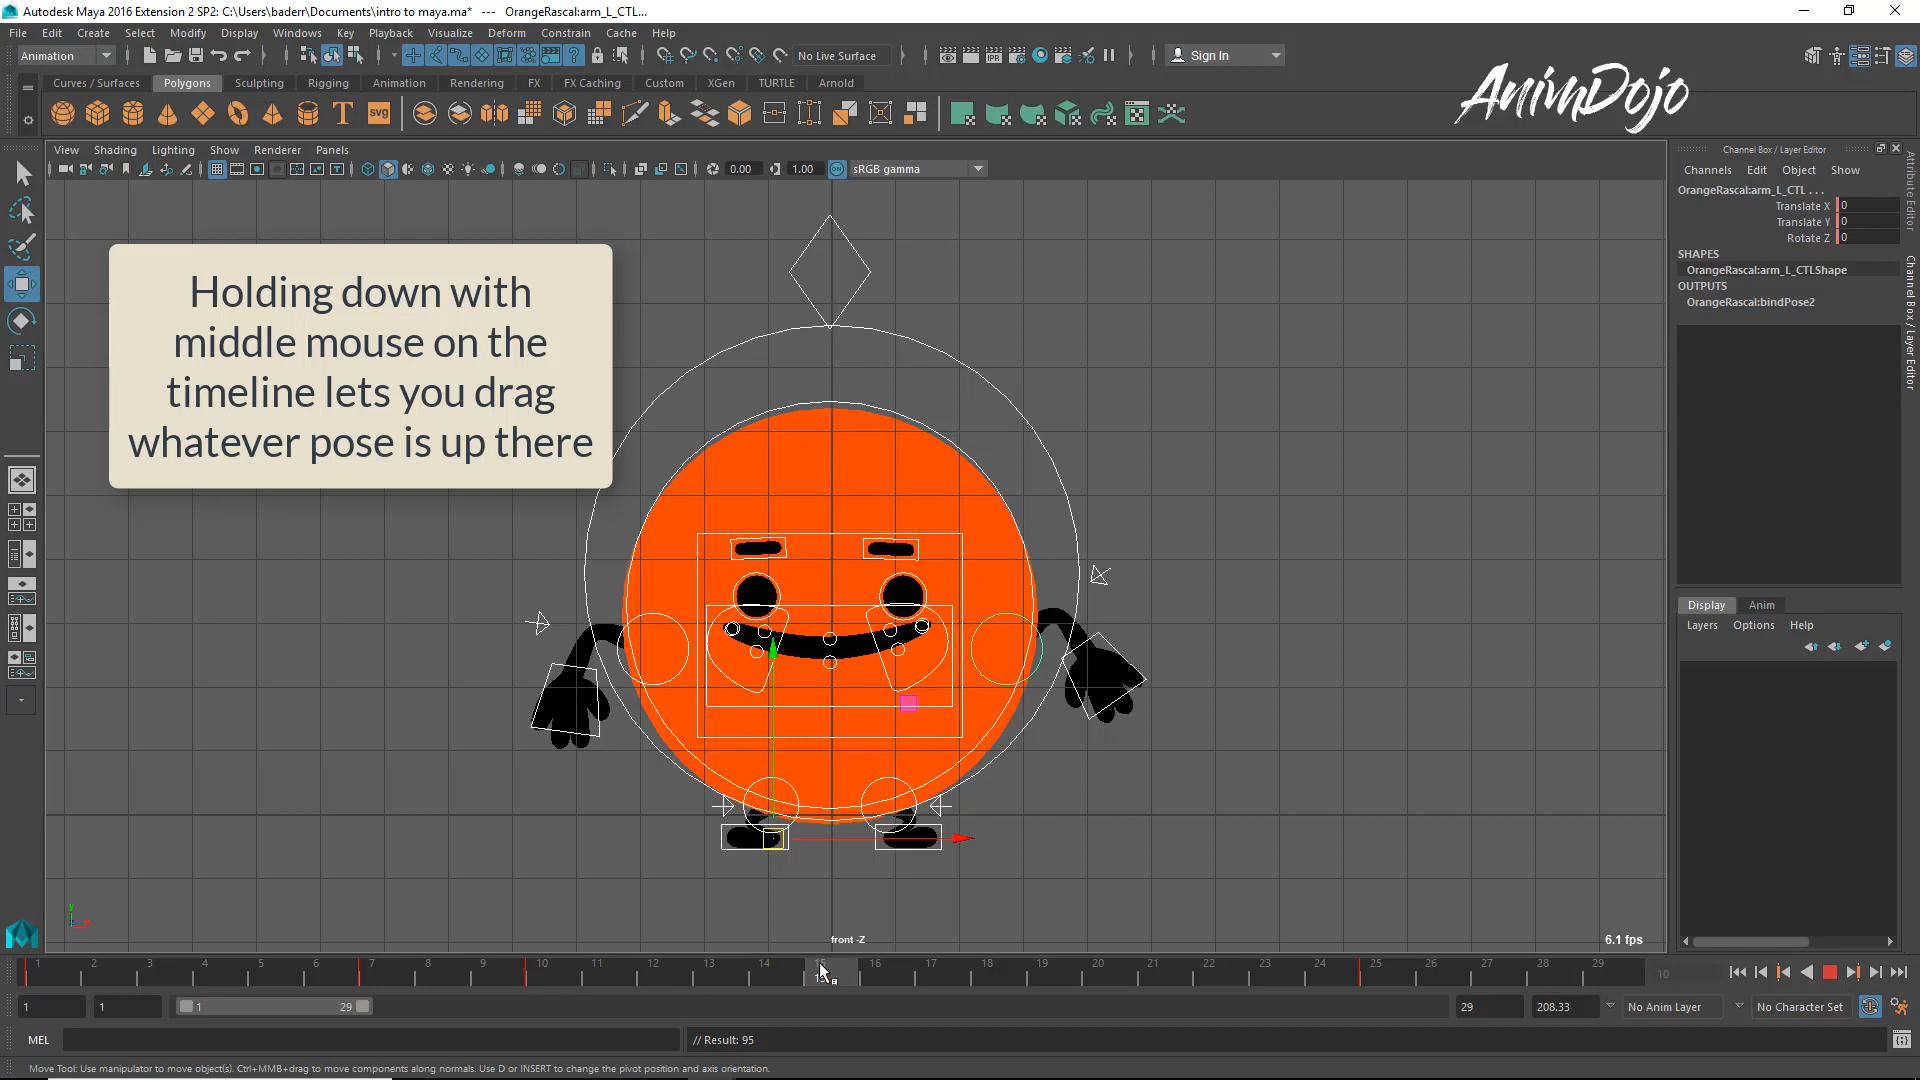 Autodesk Maya 2016 Extension 2 SP2: C:\Users\baderr\Documents\intro to maya.ma* --- OrangeRascal:arm_L_CTL...
File Edit Create Select Modify Display Windows Key Playback Visualize Deform Constrain Cache Help
Animation No Live Surface Sign In
Curves / Surfaces Polygons Sculpting Rigging Animation Rendering FX FX Caching Custom XGen TURTLE Arnold
T svg
AnimDojo
View Shading Lighting Show Renderer Panels
0.00 1.00 sRGB gamma
Holding down with
middle mouse on the
timeline lets you drag
whatever pose is up there
Channel Box / Layer Editor
Channels Edit Object Show
OrangeRascal:arm_L_CTL . . .
Translate X 0
Translate Y 0
Rotate Z 0
SHAPES
OrangeRascal:arm_L_CTLShape
OUTPUTS
OrangeRascal:bindPose2
Attribute Editor
Channel Box / Layer Editor
Display Anim
Layers Options Help
front -Z
6.1 fps
1 2 3 4 5 6 7 8 9 10 11 12 13 14 15 16 17 18 19 20 21 22 23 24 25 26 27 28 29
10
1 1 1 29 29 208.33 No Anim Layer No Character Set
MEL // Result: 95
Move Tool: Use manipulator to move object(s). Ctrl+MMB+drag to move components along normals. Use D or INSERT to change the pivot position and axis orientation.